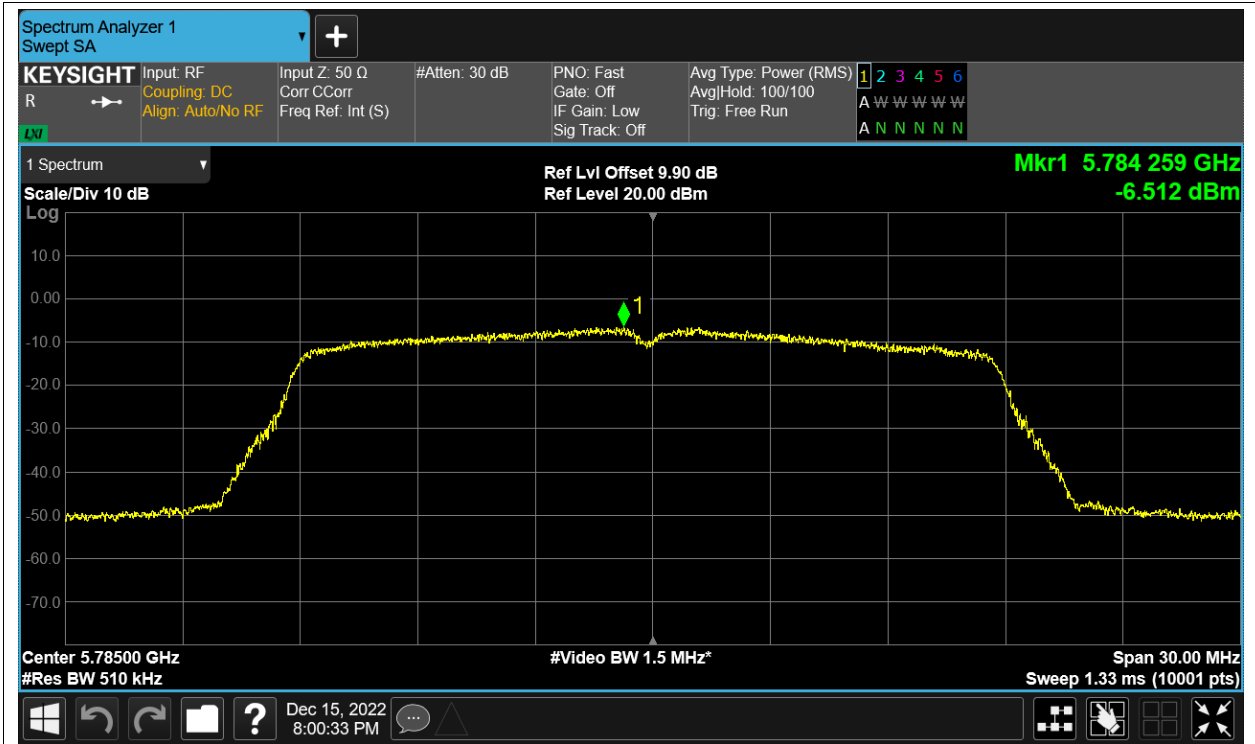 Spectrum Analyzer 1
Swept SA
KEYSIGHT
R
LXI
Input: RF
Coupling: DC
Align: Auto/No RF
Input Z: 50 Ω
Corr CCorr
Freq Ref: Int (S)
#Atten: 30 dB
PNO: Fast
Gate: Off
IF Gain: Low
Sig Track: Off
Avg Type: Power (RMS)
Avg|Hold: 100/100
Trig: Free Run
1 2 3 4 5 6
A W W W W W
A N N N N N
1 Spectrum
Scale/Div 10 dB
Log
Ref Lvl Offset 9.90 dB
Ref Level 20.00 dBm
Mkr1 5.784 259 GHz
-6.512 dBm
10.0
0.00
-10.0
-20.0
-30.0
-40.0
-50.0
-60.0
-70.0
1
Center 5.78500 GHz
#Res BW 510 kHz
#Video BW 1.5 MHz*
Span 30.00 MHz
Sweep 1.33 ms (10001 pts)
?
Dec 15, 2022
8:00:33 PM